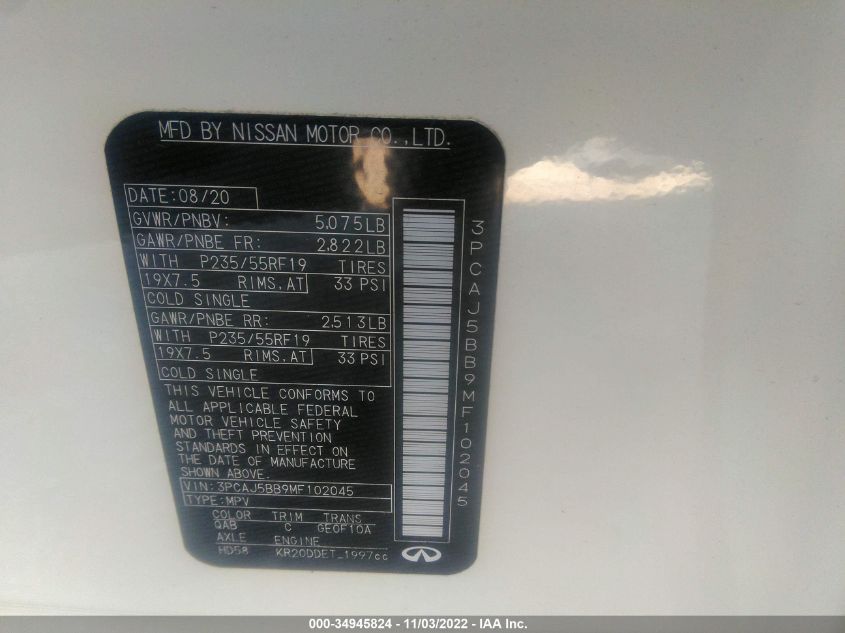 MFD BY NISSAN MOTOR CO.,LTD.
DATE:08/20
GVWR/PNBV: 5,075LB
GAWR/PNBE FR: 2,822LB
WITH P235/55RF19 TIRES
19X7.5 RIMS,AT 33 PSI
COLD SINGLE
GAWR/PNBE RR: 2,513LB
WITH P235/55RF19 TIRES
19X7.5 RIMS,AT 33 PSI
COLD SINGLE
THIS VEHICLE CONFORMS TO
ALL APPLICABLE FEDERAL
MOTOR VEHICLE SAFETY
AND THEFT PREVENTION
STANDARDS IN EFFECT ON
THE DATE OF MANUFACTURE
SHOWN ABOVE.
VIN:3PCAJ5BB9MF102045
TYPE:MPV
COLOR TRIM TRANS
QAB C GE0F10A
AXLE ENGINE
HD58 KR20DDET_1997cc
3PCAJ5BB9MF102045
000-34945824 - 11/03/2022 - IAA Inc.